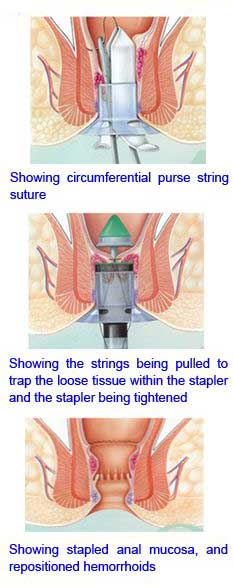 Showing circumferential purse string
suture
Showing the strings being pulled to
trap the loose tissue within the stapler
and the stapler being tightened
Showing stapled anal mucosa, and
repositioned hemorrhoids